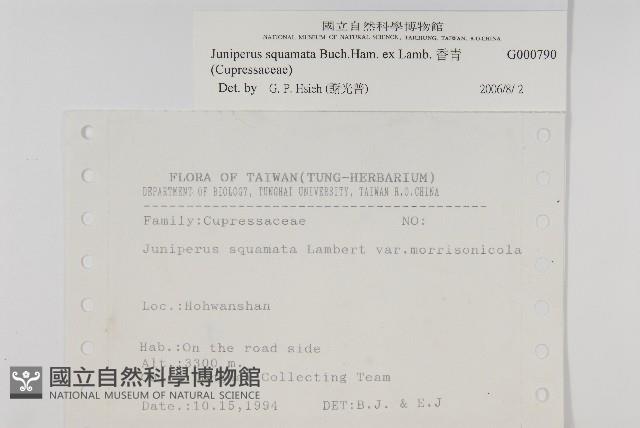 國立自然科學博物館
NATIONAL MUSEUM OF NATURAL SCIENCE, TAICHUNG, TAIWAN, R.O.CHINA
Juniperus squamata Buch.Ham. ex Lamb. 香青 G000790
(Cupressaceae)
Det. by G. P. Hsieh (謝光普) 2006/8/ 2
FLORA OF TAIWAN(TUNG-HERBARIUM)
DEPARTMENT OF BIOLOGY, TUNGHAI UNIVERSITY, TAIWAN R.O.CHINA
Family:Cupressaceae NO:
Juniperus squamata Lambert var.morrisonicola
Loc.:Hohwanshan
Hab.:On the road side
Alt.:3300 m.
Collecting Team
Date.:10.15,1994 DET:B.J. & E.J
國立自然科學博物館
NATIONAL MUSEUM OF NATURAL SCIENCE